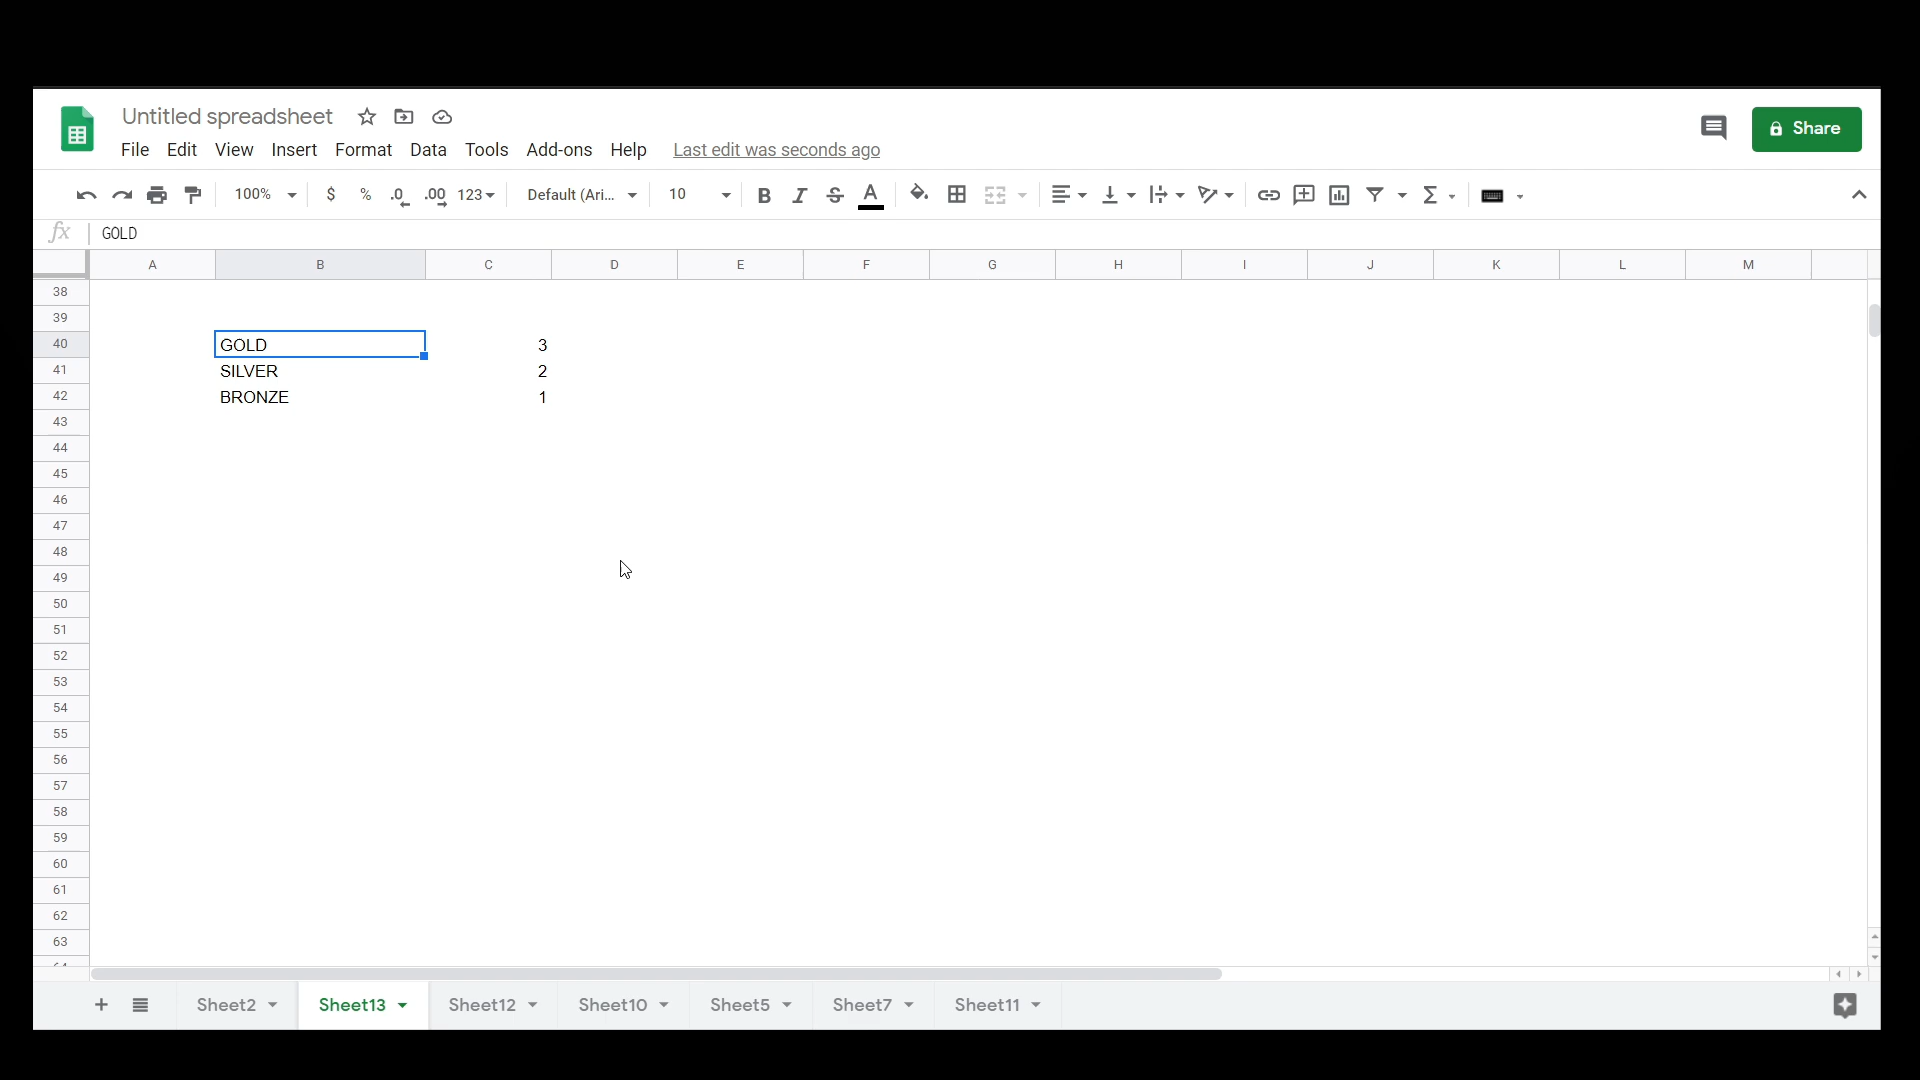 Untitled spreadsheet
File Edit View Insert Format Data Tools Add-ons Help Last edit was seconds ago
Share
100% $ % .0 .00 123 Default (Ari... 10 B I S A Σ
fx GOLD
A B C D E F G H I J K L M
38
39
40 GOLD 3
41 SILVER 2
42 BRONZE 1
43
44
45
46
47
48
49
50
51
52
53
54
55
56
57
58
59
60
61
62
63
Sheet2 Sheet13 Sheet12 Sheet10 Sheet5 Sheet7 Sheet11